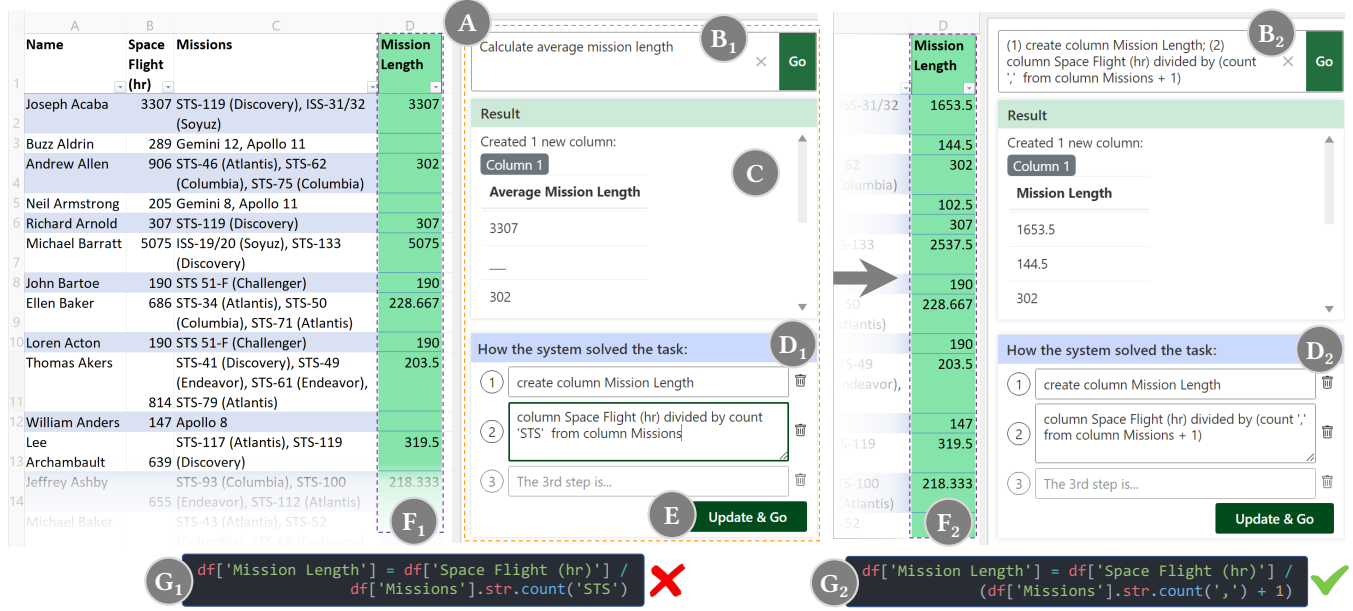 A B C D
Name Space Flight (hr) Missions Mission Length
1
2 Joseph Acaba 3307 STS-119 (Discovery), ISS-31/32 (Soyuz) 3307
3 Buzz Aldrin 289 Gemini 12, Apollo 11
4 Andrew Allen 906 STS-46 (Atlantis), STS-62 (Columbia), STS-75 (Columbia) 302
5 Neil Armstrong 205 Gemini 8, Apollo 11
6 Richard Arnold 307 STS-119 (Discovery) 307
7 Michael Barratt 5075 ISS-19/20 (Soyuz), STS-133 (Discovery) 5075
8 John Bartoe 190 STS 51-F (Challenger) 190
9 Ellen Baker 686 STS-34 (Atlantis), STS-50 (Columbia), STS-71 (Atlantis) 228.667
10 Loren Acton 190 STS 51-F (Challenger) 190
11 Thomas Akers 814 STS-41 (Discovery), STS-49 (Endeavor), STS-61 (Endeavor), STS-79 (Atlantis) 203.5
12 William Anders 147 Apollo 8
13 Lee Archambault 639 STS-117 (Atlantis), STS-119 (Discovery) 319.5
14 Jeffrey Ashby 655 STS-93 (Columbia), STS-100 (Endeavor), STS-112 (Atlantis) 218.333
Michael Baker STS-43 (Atlantis), STS-52 (Columbia), STS-68 (Endeavor)
F1
A
Calculate average mission length
B1
×
Go
Result
Created 1 new column:
Column 1
C
Average Mission Length
3307
__
302
How the system solved the task:
D1
1 create column Mission Length
2 column Space Flight (hr) divided by count
'STS' from column Missions
3 The 3rd step is...
E
Update & Go
G1
df['Mission Length'] = df['Space Flight (hr)'] /
df['Missions'].str.count('STS')
D
Mission
Length
ISS-31/32 1653.5
144.5
-62 302
olumbia)
102.5
307
S-133 2537.5
190
-50 228.667
tlantis)
190
S-49 203.5
ndeavor),
147
S-119 319.5
S-100 218.333
Atlantis)
-52
F2
(1) create column Mission Length; (2)
column Space Flight (hr) divided by (count
',' from column Missions + 1)
B2
×
Go
Result
Created 1 new column:
Column 1
Mission Length
1653.5
144.5
302
How the system solved the task:
D2
1 create column Mission Length
2 column Space Flight (hr) divided by (count ','
from column Missions + 1)
3 The 3rd step is...
Update & Go
G2
df['Mission Length'] = df['Space Flight (hr)'] /
(df['Missions'].str.count(',') + 1)